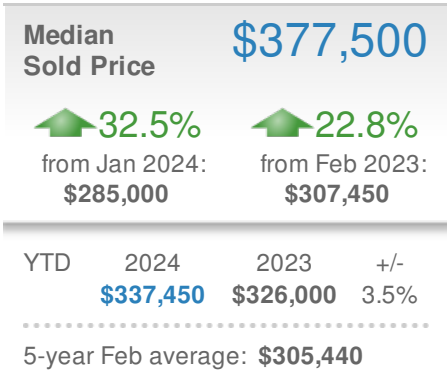 Median $377,500
Sold Price
32.5% 22.8%
from Jan 2024: from Feb 2023:
$285,000 $307,450
YTD 2024 2023 +/-
$337,450 $326,000 3.5%
5-year Feb average: $305,440